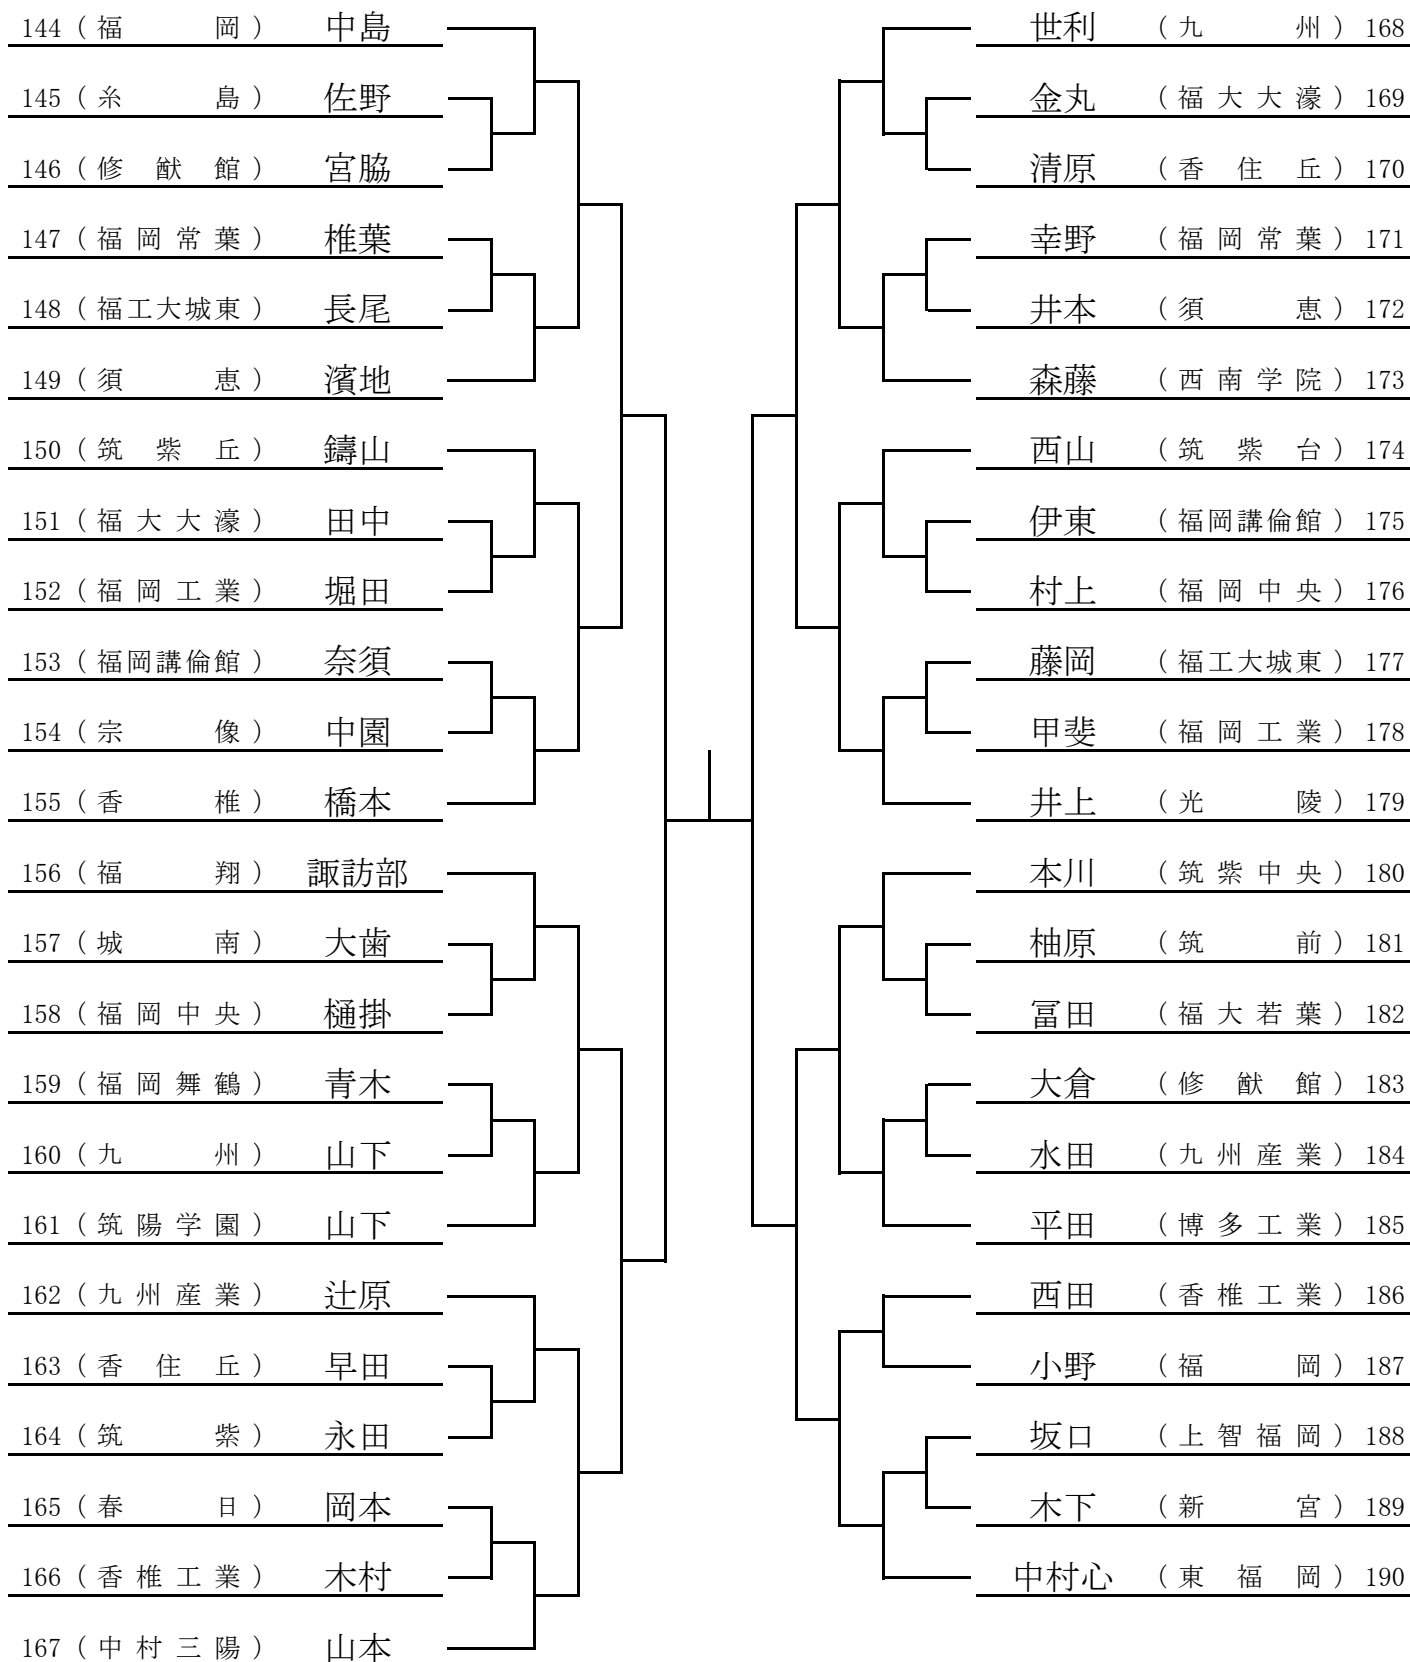 144 ( 福 岡 ) 中島
145 ( 糸 島 ) 佐野
146 ( 修 猷 館 ) 宮脇
147 ( 福 岡 常 葉 ) 椎葉
148 ( 福工大城東 ) 長尾
149 ( 須 恵 ) 濱地
150 ( 筑 紫 丘 ) 鑄山
151 ( 福 大 大 濠 ) 田中
152 ( 福 岡 工 業 ) 堀田
153 ( 福岡講倫館 ) 奈須
154 ( 宗 像 ) 中園
155 ( 香 椎 ) 橋本
156 ( 福 翔 ) 諏訪部
157 ( 城 南 ) 大歯
158 ( 福 岡 中 央 ) 樋掛
159 ( 福 岡 舞 鶴 ) 青木
160 ( 九 州 ) 山下
161 ( 筑 陽 学 園 ) 山下
162 ( 九 州 産 業 ) 辻原
163 ( 香 住 丘 ) 早田
164 ( 筑 紫 ) 永田
165 ( 春 日 ) 岡本
166 ( 香 椎 工 業 ) 木村
167 ( 中 村 三 陽 ) 山本
世利 ( 九 州 ) 168
金丸 ( 福 大 大 濠 ) 169
清原 ( 香 住 丘 ) 170
幸野 ( 福 岡 常 葉 ) 171
井本 ( 須 恵 ) 172
森藤 ( 西 南 学 院 ) 173
西山 ( 筑 紫 台 ) 174
伊東 ( 福岡講倫館 ) 175
村上 ( 福 岡 中 央 ) 176
藤岡 ( 福工大城東 ) 177
甲斐 ( 福 岡 工 業 ) 178
井上 ( 光 陵 ) 179
本川 ( 筑 紫 中 央 ) 180
柚原 ( 筑 前 ) 181
冨田 ( 福 大 若 葉 ) 182
大倉 ( 修 猷 館 ) 183
水田 ( 九 州 産 業 ) 184
平田 ( 博 多 工 業 ) 185
西田 ( 香 椎 工 業 ) 186
小野 ( 福 岡 ) 187
坂口 ( 上 智 福 岡 ) 188
木下 ( 新 宮 ) 189
中村心 ( 東 福 岡 ) 190